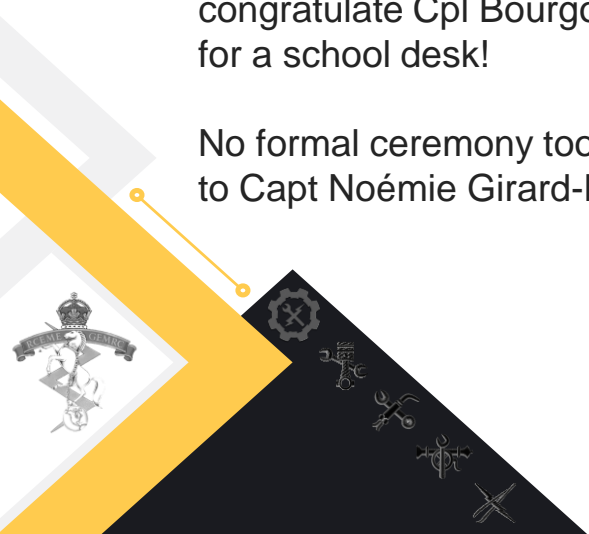 congratulate Cpl Bourgo
for a school desk!
No formal ceremony too
to Capt Noémie Girard-
RCEME GEMRC